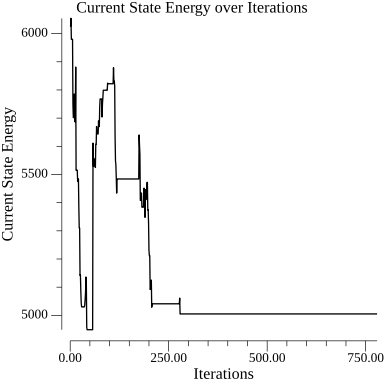 Current State Energy over Iterations
6000
5500
5000
Current State Energy
0.00 250.00 500.00 750.00
Iterations